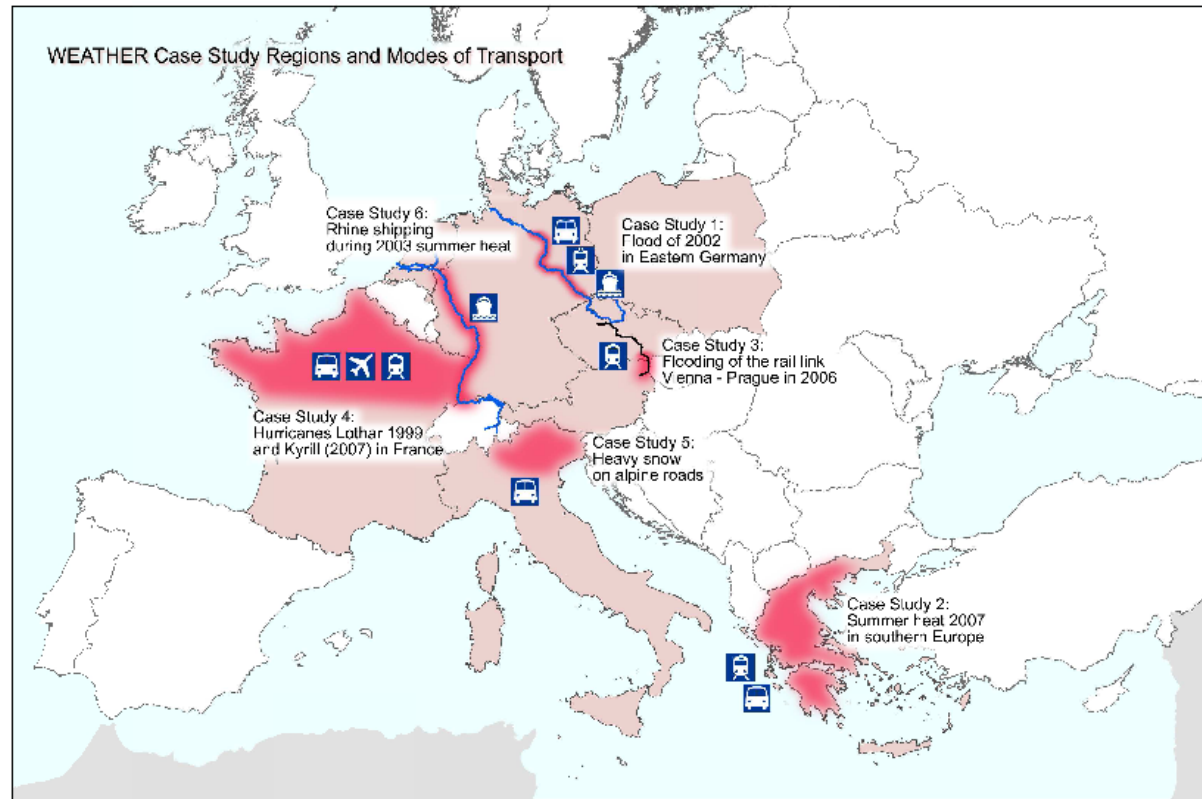 WEATHER Case Study Regions and Modes of Transport
Case Study 6:
Rhine shipping
during 2003 summer heat
Case Study 1:
Flood of 2002
in Eastern Germany
Case Study 3:
Flooding of the rail link
Vienna - Prague in 2006
Case Study 4:
Hurricanes Lothar 1999
and Kyrill (2007) in France
Case Study 5:
Heavy snow
on alpine roads
Case Study 2:
Summer heat 2007
in southern Europe